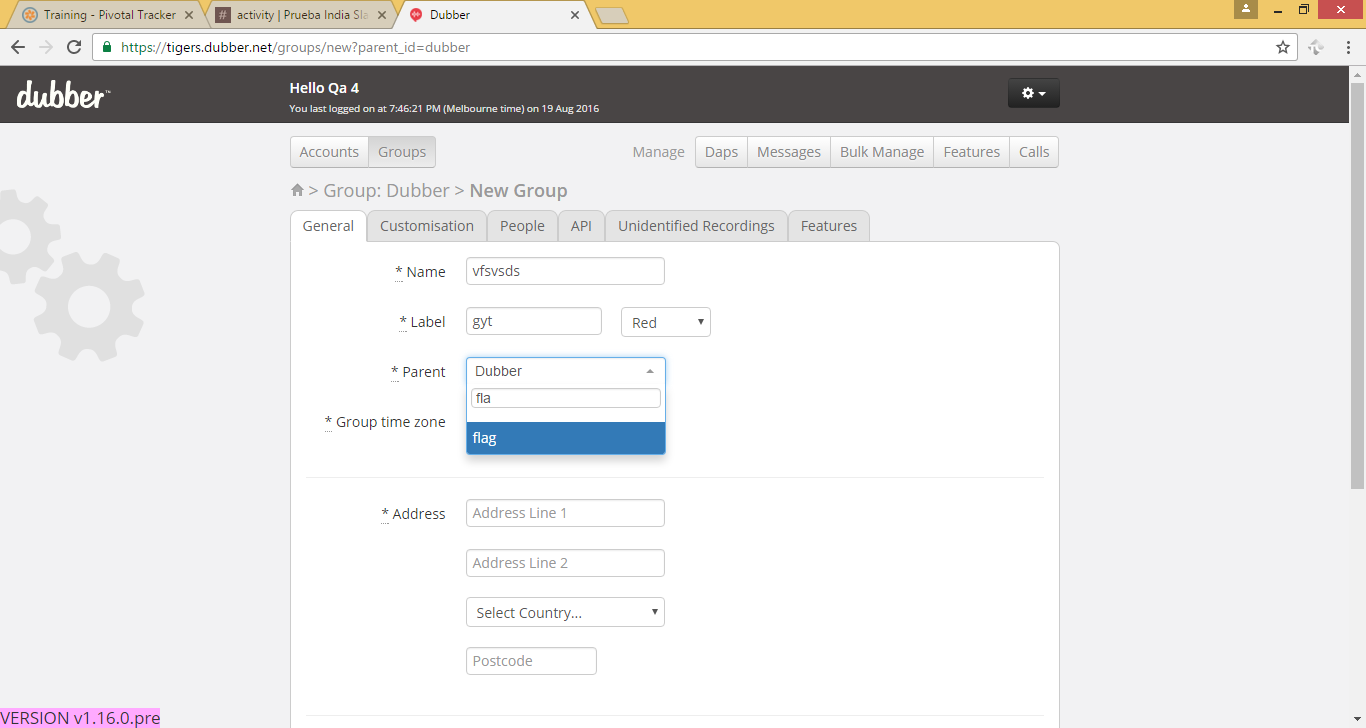 Training - Pivotal Tracker
activity | Prueba India Sla
Dubber
https://tigers.dubber.net/groups/new?parent_id=dubber
dubber™
Hello Qa 4
You last logged on at 7:46:21 PM (Melbourne time) on 19 Aug 2016
Accounts Groups Manage Daps Messages Bulk Manage Features Calls
> Group: Dubber > New Group
General Customisation People API Unidentified Recordings Features
* Name vfsvsds
* Label gyt Red
* Parent Dubber
fla
* Group time zone
flag
* Address Address Line 1
Address Line 2
Select Country...
Postcode
VERSION v1.16.0.pre